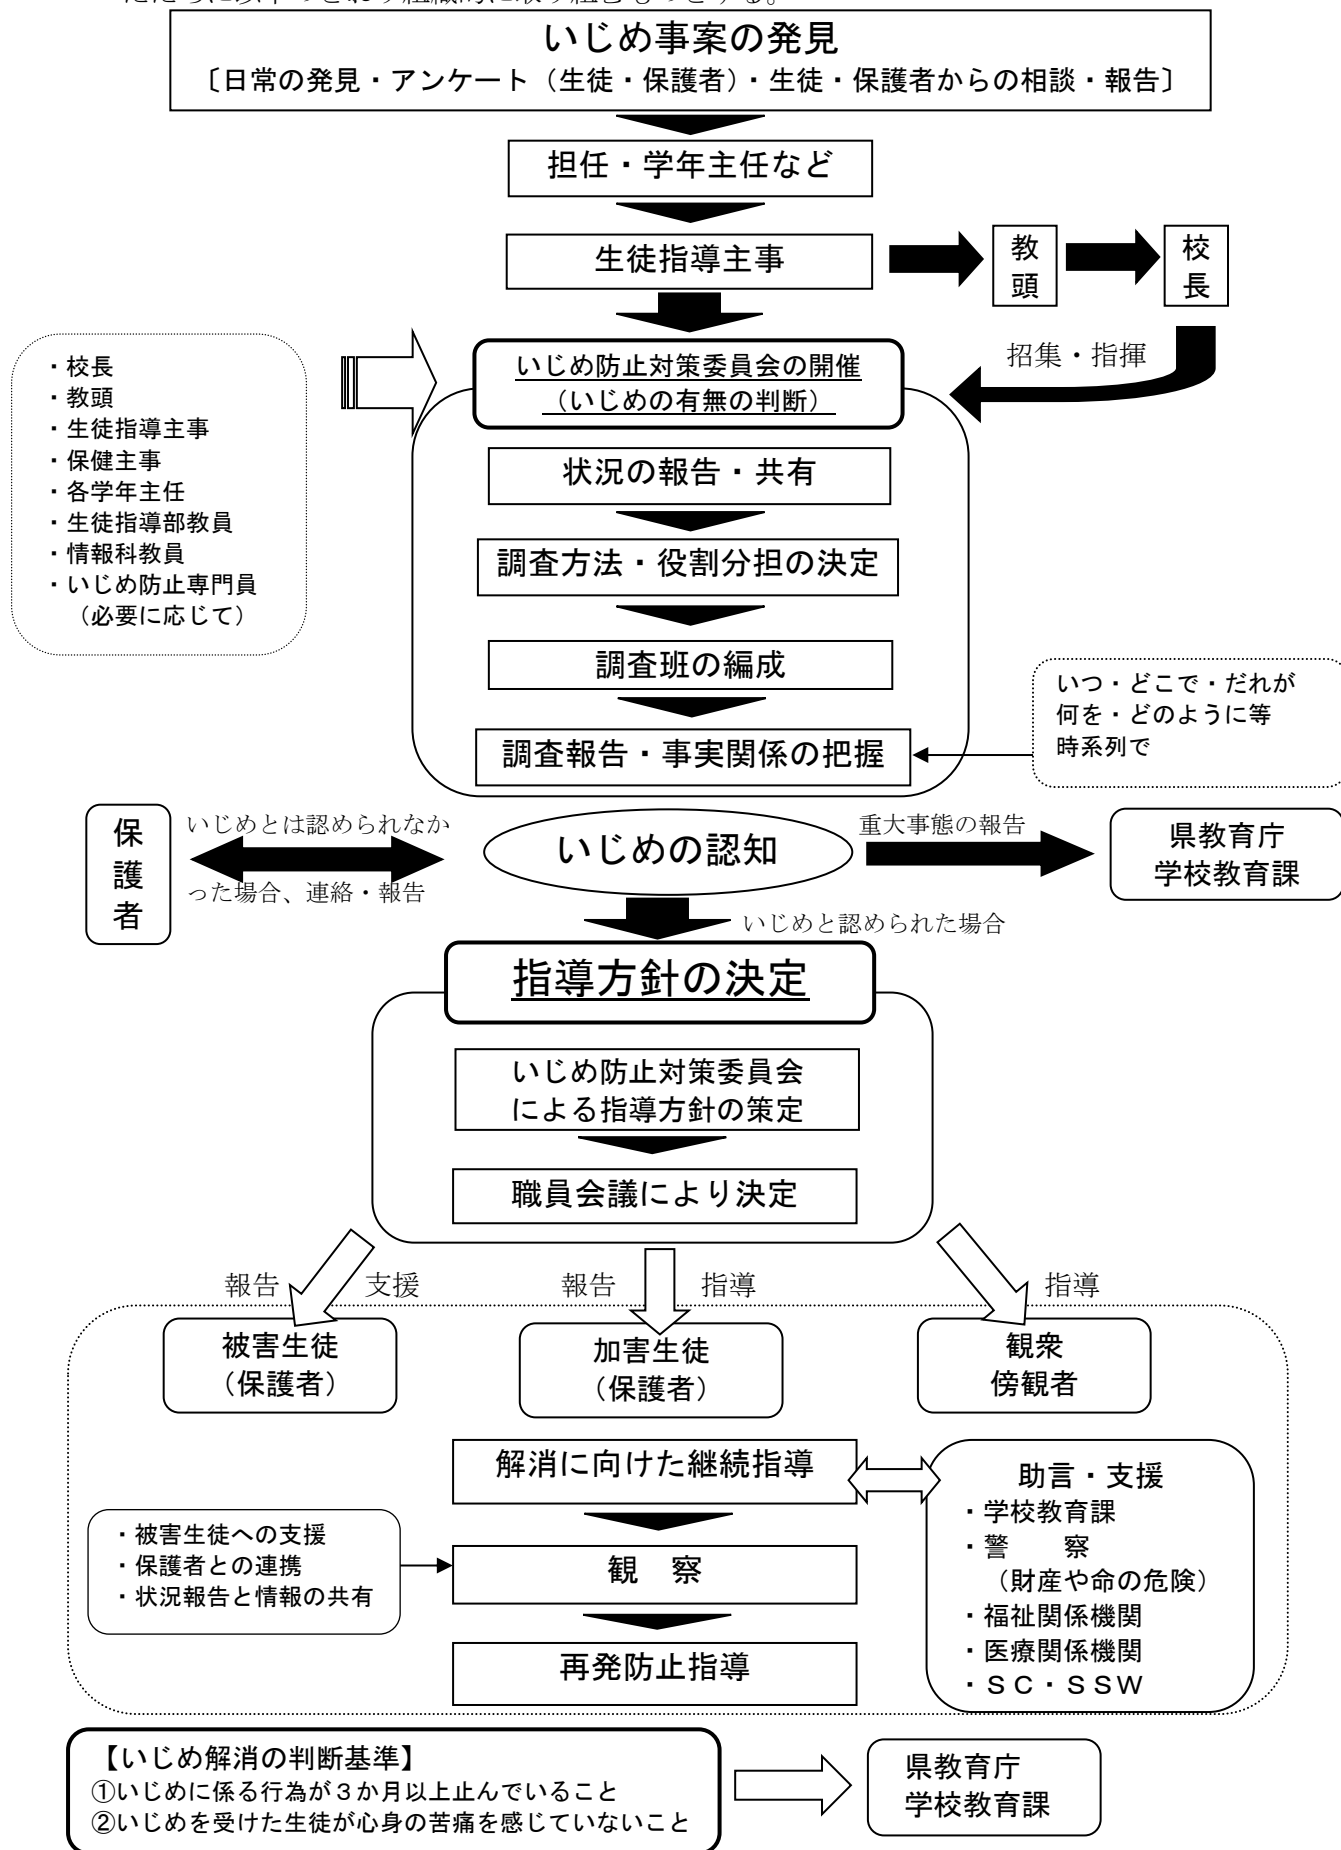 いじめ事案の発見
〔日常の発見・アンケート（生徒・保護者）・生徒・保護者からの相談・報告〕
担任・学年主任など
生徒指導主事
教頭
校長
招集・指揮
・校長
・教頭
・生徒指導主事
・保健主事
・各学年主任
・生徒指導部教員
・情報科教員
・いじめ防止専門員
（必要に応じて）
いじめ防止対策委員会の開催
（いじめの有無の判断）
状況の報告・共有
調査方法・役割分担の決定
調査班の編成
調査報告・事実関係の把握
いつ・どこで・だれが
何を・どのように等
時系列で
保護者
いじめとは認められなか
った場合、連絡・報告
いじめの認知
重大事態の報告
県教育庁
学校教育課
いじめと認められた場合
指導方針の決定
いじめ防止対策委員会
による指導方針の策定
職員会議により決定
報告
支援
報告
指導
指導
被害生徒
（保護者）
加害生徒
（保護者）
観衆
傍観者
解消に向けた継続指導
助言・支援
・学校教育課
・警　　察
（財産や命の危険）
・福祉関係機関
・医療関係機関
・ＳＣ・ＳＳＷ
・被害生徒への支援
・保護者との連携
・状況報告と情報の共有
観　察
再発防止指導
【いじめ解消の判断基準】
①いじめに係る行為が３か月以上止んでいること
②いじめを受けた生徒が心身の苦痛を感じていないこと
県教育庁
学校教育課